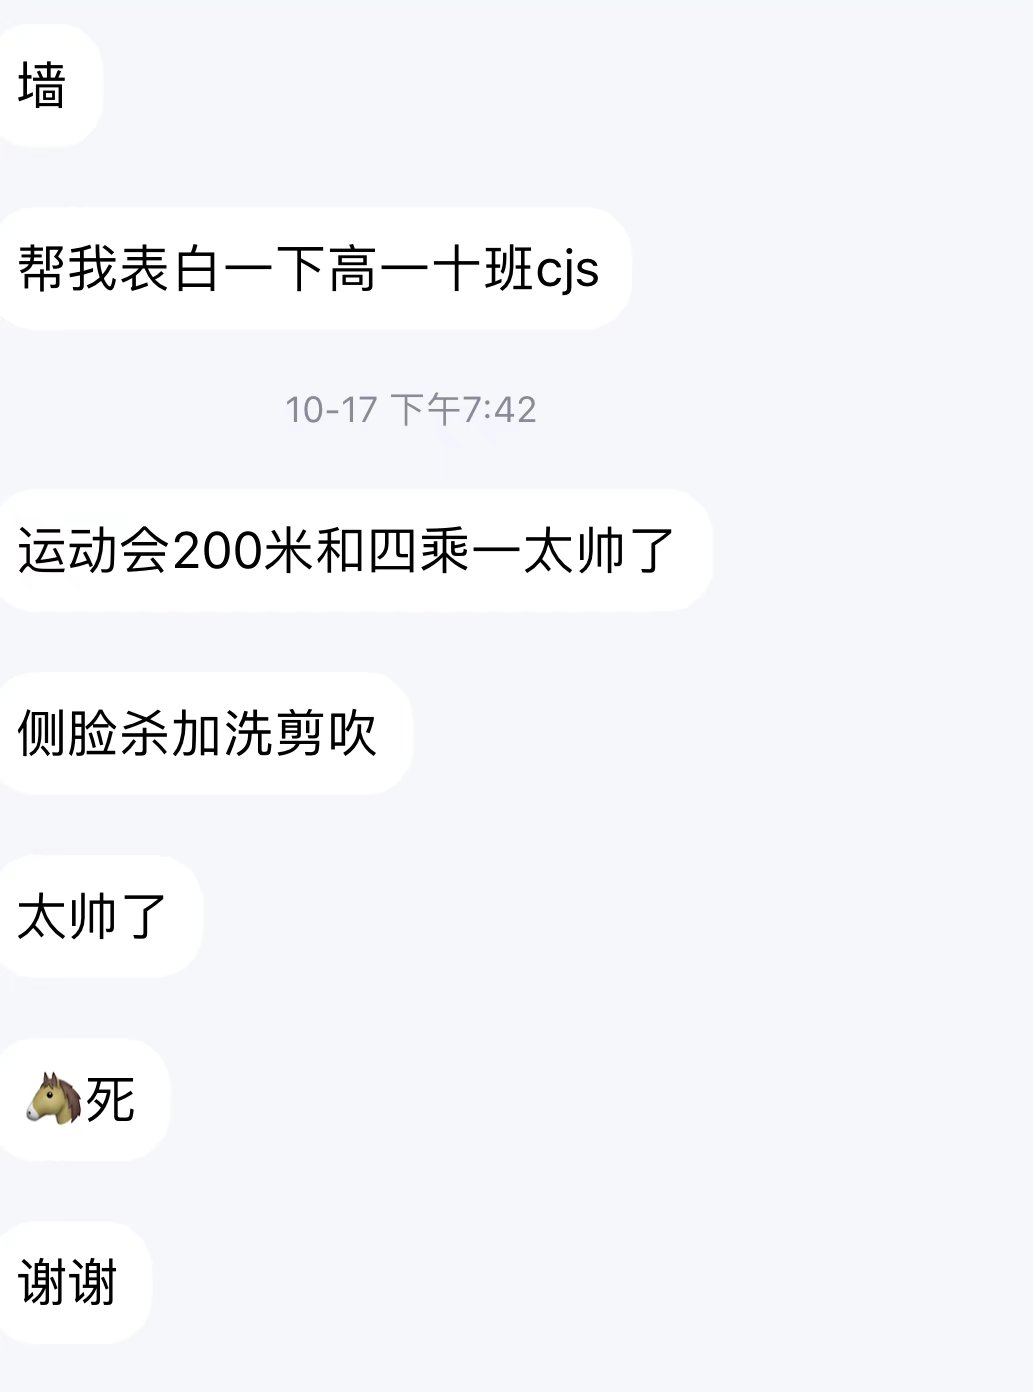 墙
帮我表白一下高一十班cjs
10-17 下午7:42
运动会200米和四乘一太帅了
侧脸杀加洗剪吹
太帅了
🐴死
谢谢